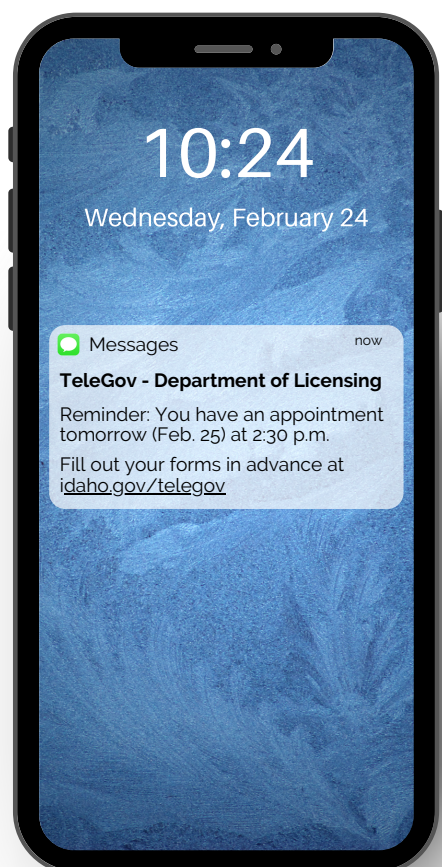 10:24
Wednesday, February 24
Messages
now
TeleGov - Department of Licensing
Reminder: You have an appointment
tomorrow (Feb. 25) at 2:30 p.m.
Fill out your forms in advance at
idaho.gov/telegov